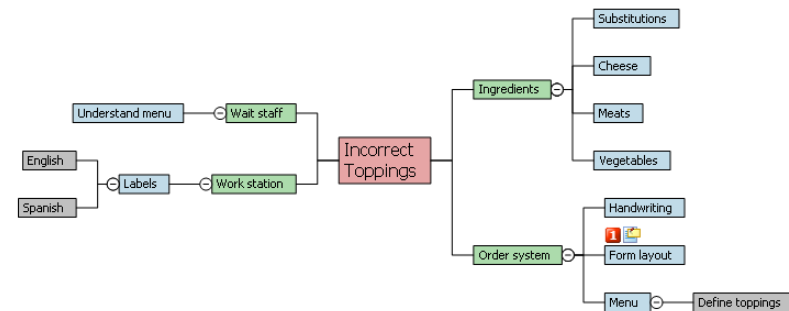 Substitutions
Cheese
Ingredients
Meats
Vegetables
Understand menu
Wait staff
Incorrect
Toppings
English
Labels
Work station
Spanish
Handwriting
1
Order system
Form layout
Menu
Define toppings